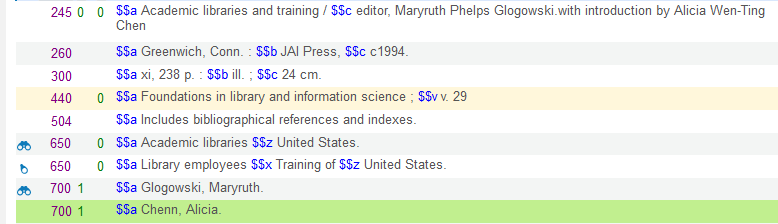 245 0 0 $$a Academic libraries and training / $$c editor, Maryruth Phelps Glogowski.with introduction by Alicia Wen-Ting
Chen
260 $$a Greenwich, Conn. : $$b JAI Press, $$c c1994.
300 $$a xi, 238 p. : $$b ill. ; $$c 24 cm.
440 0 $$a Foundations in library and information science ; $$v v. 29
504 $$a Includes bibliographical references and indexes.
650 0 $$a Academic libraries $$z United States.
650 0 $$a Library employees $$x Training of $$z United States.
700 1 $$a Glogowski, Maryruth.
700 1 $$a Chenn, Alicia.